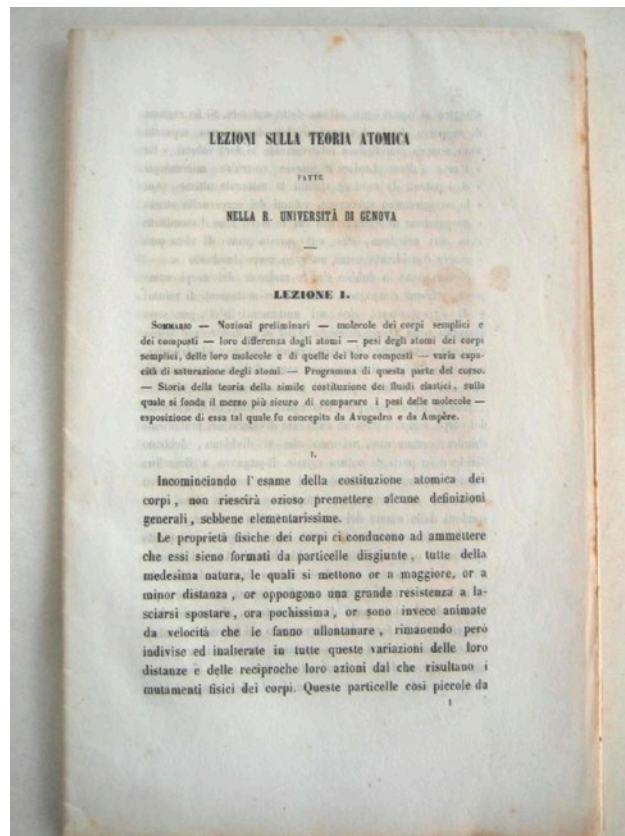 LEZIONI SULLA TEORIA ATOMICA
FATTE
NELLA R. UNIVERSITÀ DI GENOVA
LEZIONE I.
SOMMARIO — Nozioni preliminari — molecole dei corpi semplici e
dei composti — loro differenza dagli atomi — pesi degli atomi dei corpi
semplici, delle loro molecole e di quelle dei loro composti — varia capa-
cità di saturazione degli atomi. — Programma di questa parte del corso.
— Storia della teoria della simile costituzione dei fluidi elastici, sulla
quale si fonda il mezzo più sicuro di comparare i pesi delle molecole —
esposizione di essa tal quale fu concepita da Avogadro e da Ampère.
I.
Incominciando l'esame della costituzione atomica dei
corpi, non riescirà ozioso premettere alcune definizioni
generali, sebbene elementarissime.
Le proprietà fisiche dei corpi ci conducono ad ammettere
che essi sieno formati da particelle disgiunte, tutte della
medesima natura, le quali si mettono or a maggiore, or a
minor distanza, or oppongono una grande resistenza a la-
sciarsi spostare, ora pochissima, or sono invece animate
da velocità che le fanno allontanare, rimanendo però
indivise ed inalterate in tutte queste variazioni delle loro
distanze e delle reciproche loro azioni dal che risultano i
mutamenti fisici dei corpi. Queste particelle così piccole da
1